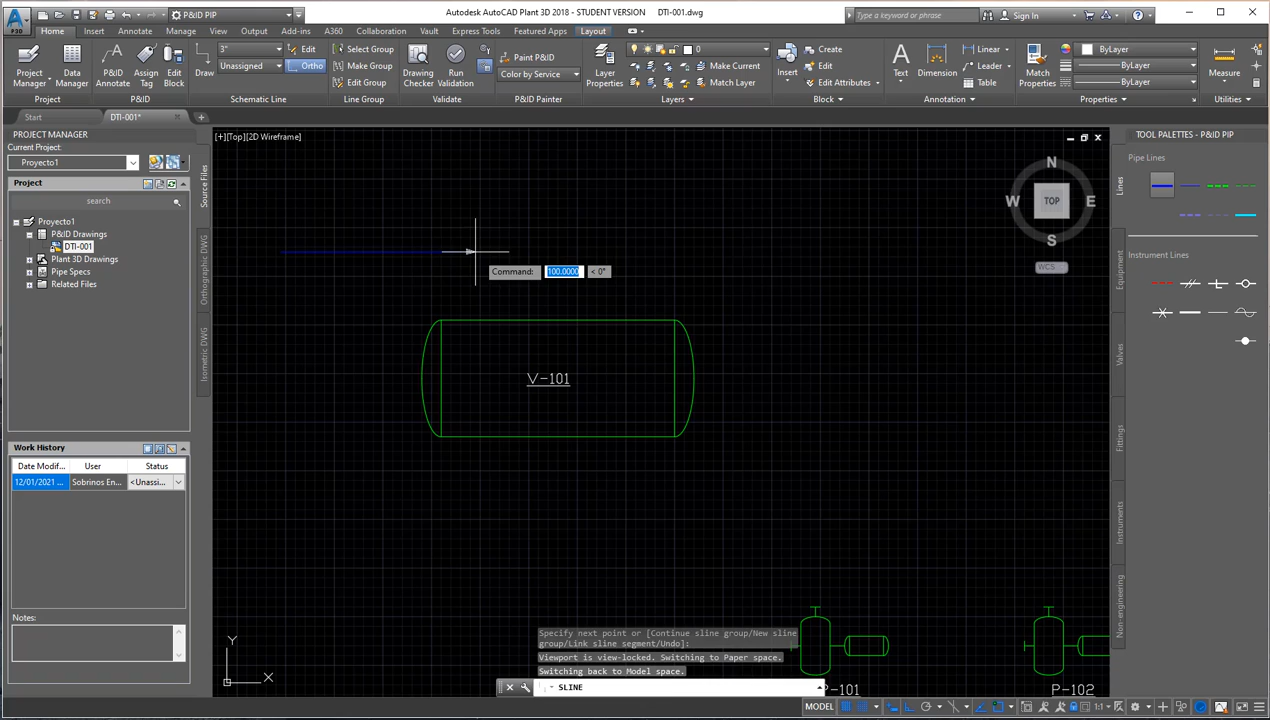 P&ID PIP
Autodesk AutoCAD Plant 3D 2018 - STUDENT VERSION DTI-001.dwg
Type a keyword or phrase
Sign In
P3D
Home Insert Annotate Manage View Output Add-ins A360 Collaboration Vault Express Tools Featured Apps Layout
Project Manager
Data Manager
Project
P&ID Annotate
Assign Tag
Edit Block
P&ID
Draw
3"
Unassigned
Edit
Ortho
Schematic Line
Select Group
Make Group
Edit Group
Line Group
Drawing Checker
Run Validation
Validate
Paint P&ID
Color by Service
P&ID Painter
Layer Properties
0
Make Current
Match Layer
Layers
Insert
Create
Edit
Edit Attributes
Block
Text
Dimension
Linear
Leader
Table
Annotation
Match Properties
ByLayer
ByLayer
ByLayer
Properties
Measure
Utilities
Start
DTI-001*
PROJECT MANAGER
Current Project:
Proyecto1
Project
search
Proyecto1
P&ID Drawings
DTI-001
Plant 3D Drawings
Pipe Specs
Related Files
Source Files
Orthographic DWG
Isometric DWG
Work History
Date Modif...
User
Status
12/01/2021 ...
Sobrinos En...
<Unassi...
Notes:
[+][Top][2D Wireframe]
Command: 100.0000 < 0°
V-101
N
W TOP E
S
WCS
P-101
P-102
Y
X
Specify next point or [Continue sline group/New sline
group/Link sline segment/Undo]:
Viewport is view-locked. Switching to Paper space.
Switching back to Model space.
SLINE
MODEL
1:1
TOOL PALETTES - P&ID PIP
Pipe Lines
Instrument Lines
Lines
Equipment
Valves
Fittings
Instruments
Non-engineering